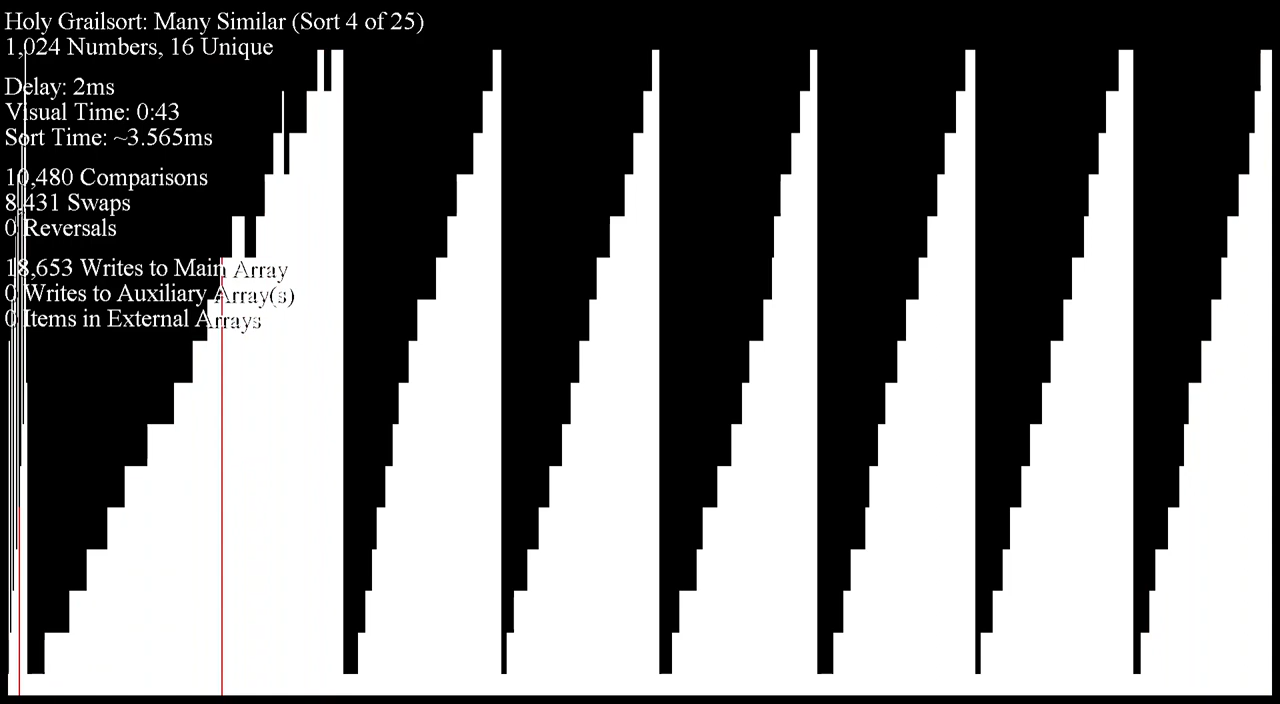 Holy Grailsort: Many Similar (Sort 4 of 25)
1,024 Numbers, 16 Unique
Delay: 2ms
Visual Time: 0:43
Sort Time: ~3.565ms
10,480 Comparisons
8,431 Swaps
0 Reversals
18,653 Writes to Main Array
0 Writes to Auxiliary Array(s)
0 Items in External Arrays